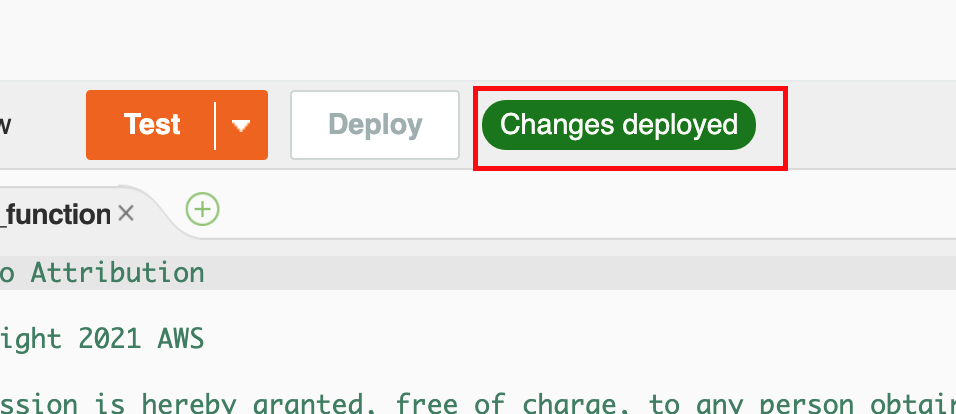 w Test Deploy Changes deployed
_function ×
o Attribution
ight 2021 AWS
ssion is hereby granted, free of charge, to any person obtain